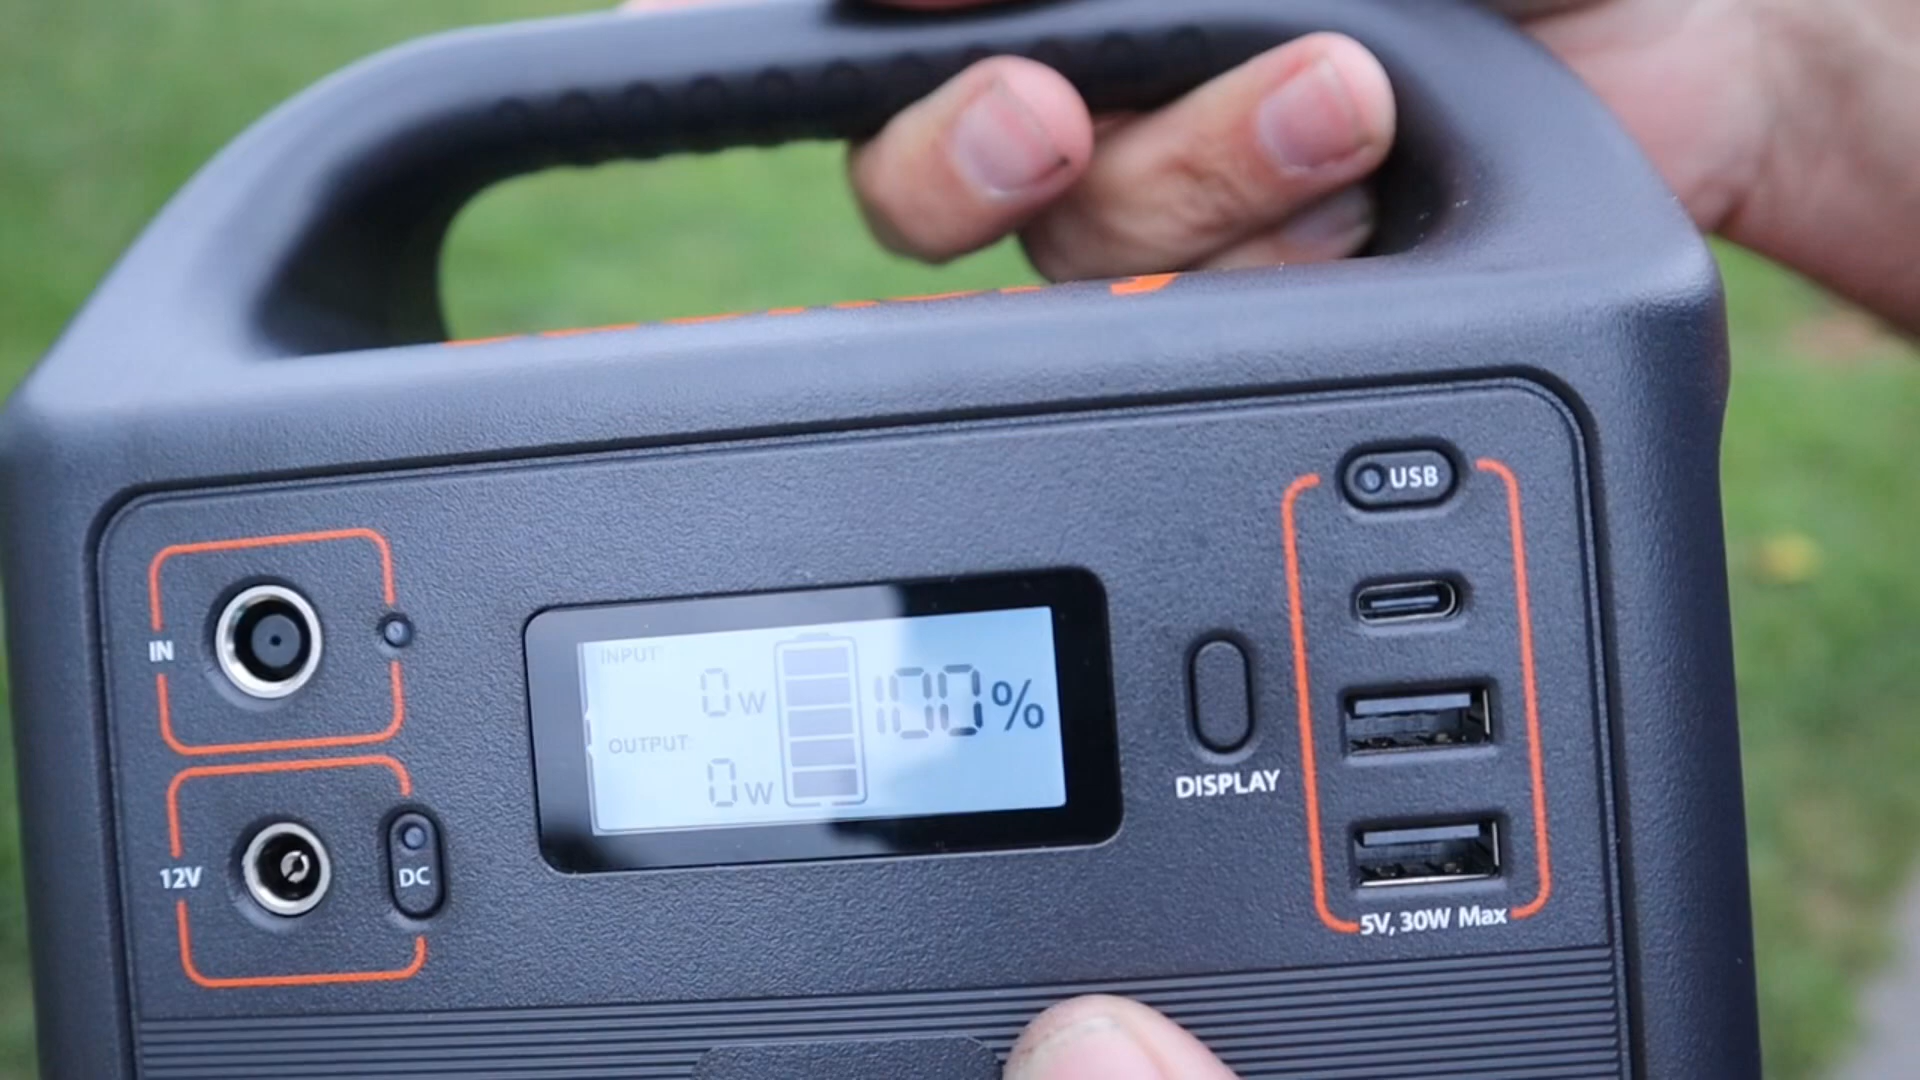 USB
IN
INPUT:
0W
100%
OUTPUT:
0W
DISPLAY
12V
DC
5V, 30W Max